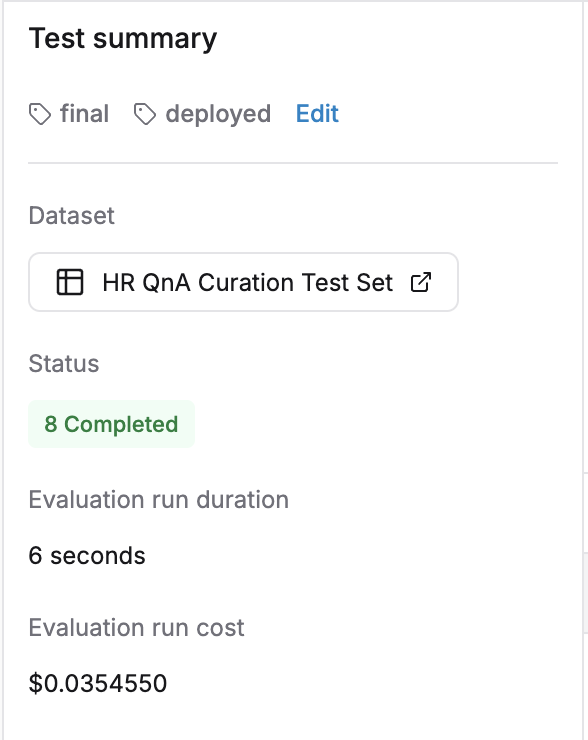 Test summary
final deployed Edit
Dataset
HR QnA Curation Test Set
Status
8 Completed
Evaluation run duration
6 seconds
Evaluation run cost
$0.0354550